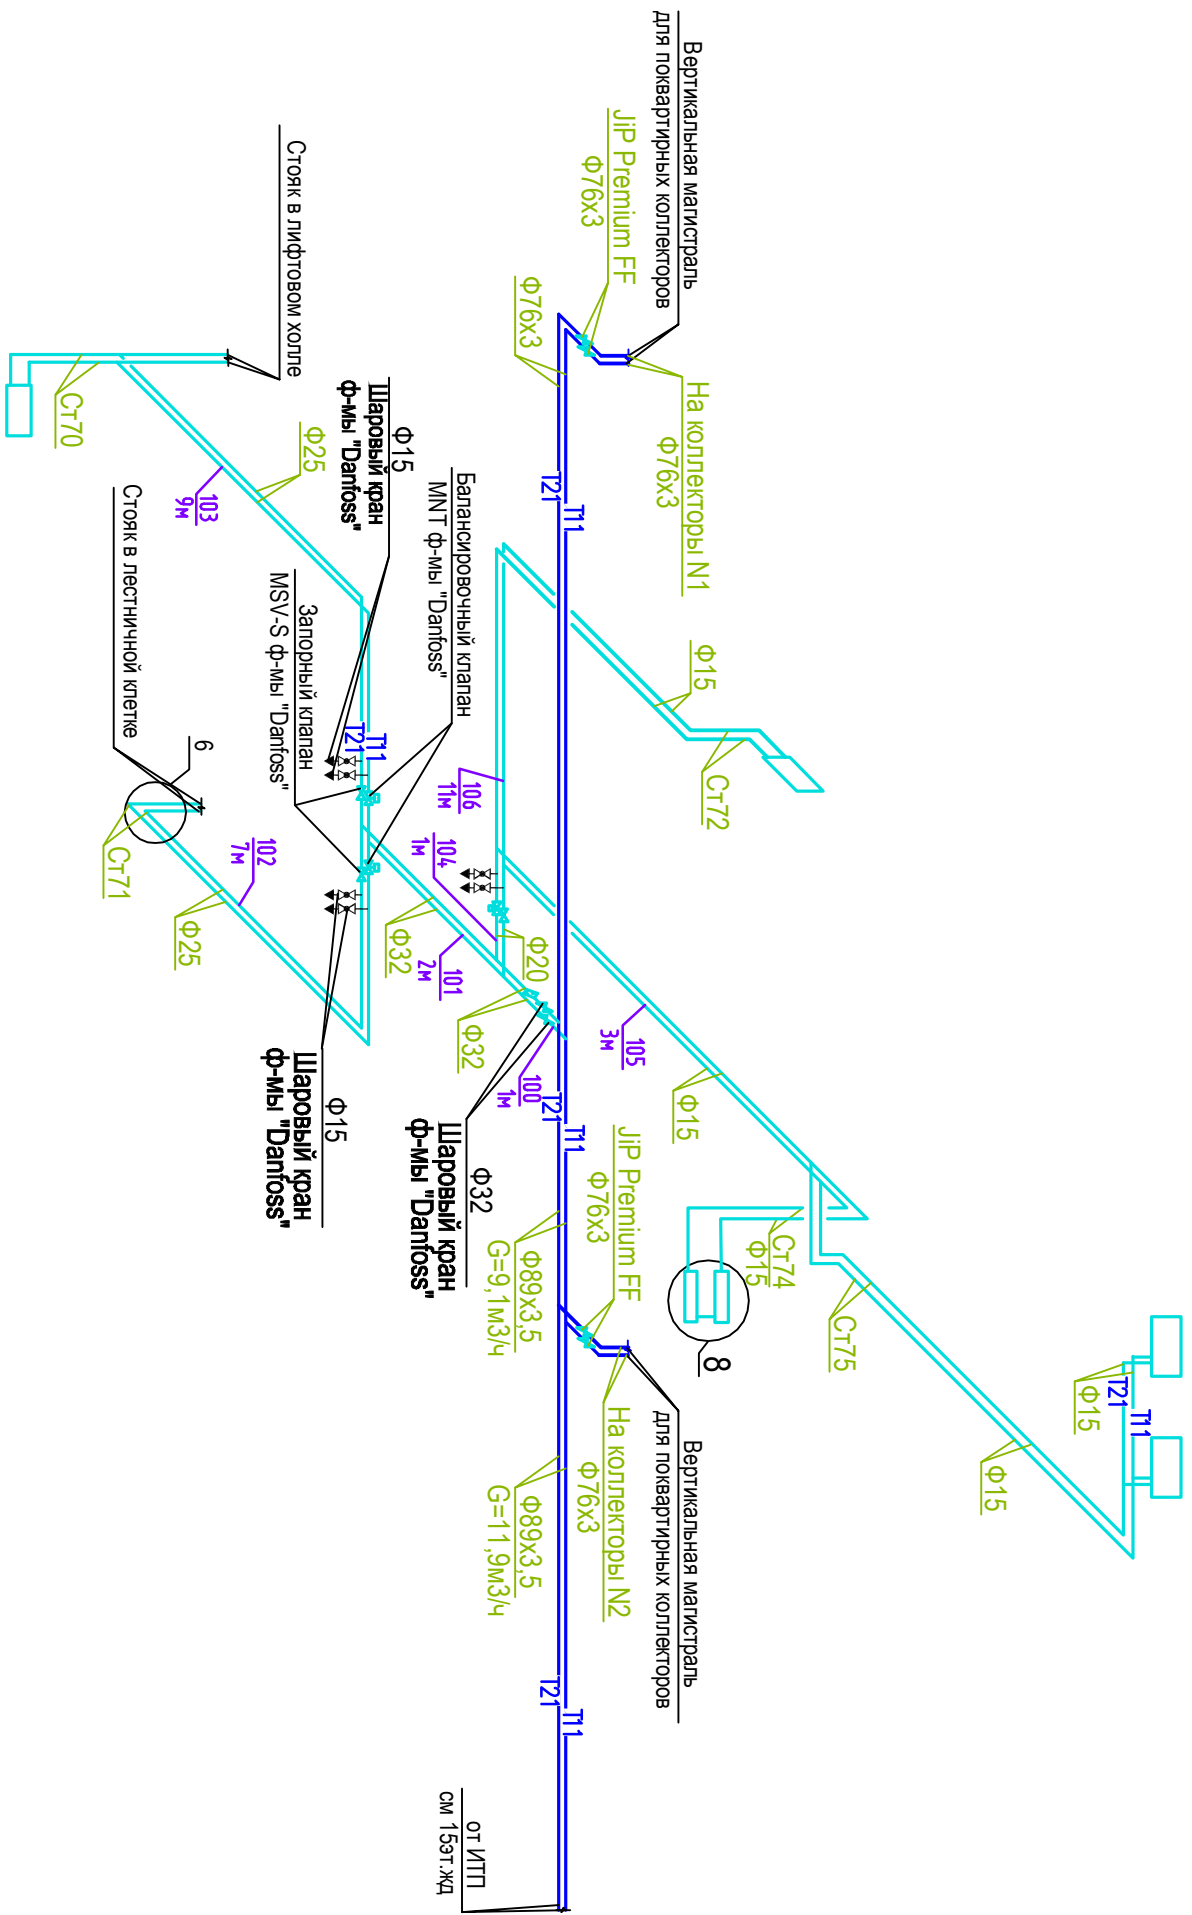 Вертикальная магистраль
для поквартирных коллекторов
JiP Premium FF
Ф76х3
Ф76х3
На коллекторы N1
Ф76х3
Т21
Т11
Стояк в лифтовом холле
Ст70
Ф25
103
9м
Ф15
Шаровый кран
ф-мы "Danfoss"
Балансировочный клапан
MNT ф-мы "Danfoss"
Запорный клапан
MSV-S ф-мы "Danfoss"
Стояк в лестничной клетке
Т11
Т21
6
Ст71
102
7м
Ф25
Ф15
Ст72
106
11м
104
1м
Ф20
Ф32
101
2м
Ф32
100
1м
105
3м
Ф15
Ф15
Шаровый кран
ф-мы "Danfoss"
Ф32
Шаровый кран
ф-мы "Danfoss"
Т21
Т11
JiP Premium FF
Ф76х3
Ф89х3,5
G=9,1м3/ч
Ст74
Ф15
8
Ст75
Ф15
Т21
Т11
Ф15
Вертикальная магистраль
для поквартирных коллекторов
На коллекторы N2
Ф76х3
Ф89х3,5
G=11,9м3/ч
Т21
Т11
от ИТП
см 15эт.жд